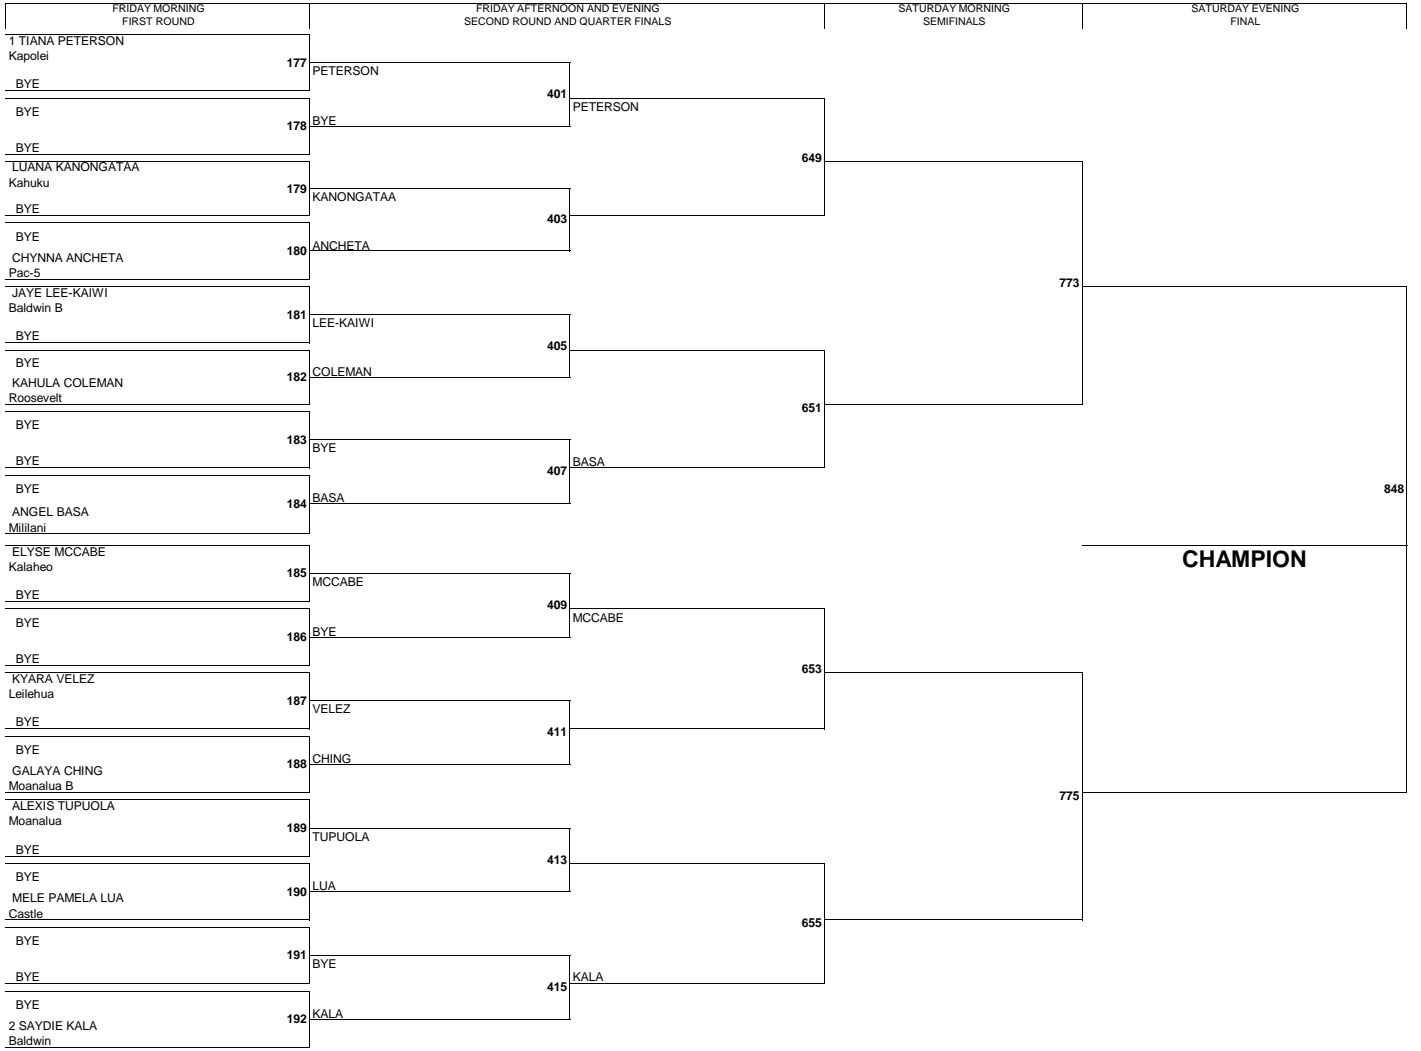 FRIDAY MORNING
FIRST ROUND
FRIDAY AFTERNOON AND EVENING
SECOND ROUND AND QUARTER FINALS
SATURDAY MORNING
SEMIFINALS
SATURDAY EVENING
FINAL
1 TIANA PETERSON
Kapolei
177
BYE
PETERSON
401
PETERSON
BYE
178
BYE
BYE
649
LUANA KANONGATAA
Kahuku
179
BYE
KANONGATAA
403
BYE
180
ANCHETA
CHYNNA ANCHETA
Pac-5
773
JAYE LEE-KAIWI
Baldwin B
181
BYE
LEE-KAIWI
405
BYE
182
COLEMAN
KAHULA COLEMAN
Roosevelt
651
BYE
183
BYE
BYE
407
BASA
BYE
184
BASA
ANGEL BASA
Mililani
848
CHAMPION
ELYSE MCCABE
Kalaheo
185
BYE
MCCABE
409
MCCABE
BYE
186
BYE
BYE
653
KYARA VELEZ
Leilehua
187
BYE
VELEZ
411
BYE
188
CHING
GALAYA CHING
Moanalua B
775
ALEXIS TUPUOLA
Moanalua
189
BYE
TUPUOLA
413
BYE
190
LUA
MELE PAMELA LUA
Castle
655
BYE
191
BYE
BYE
415
KALA
BYE
192
KALA
2 SAYDIE KALA
Baldwin